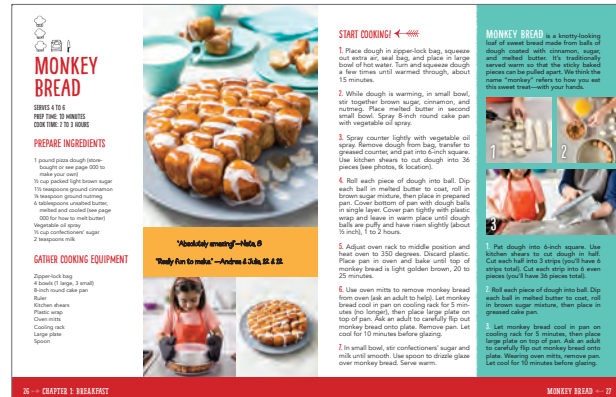 MONKEY
BREAD
SERVES 4 TO 6
PREP TIME: 10 MINUTES
COOK TIME: 2 TO 3 HOURS
PREPARE INGREDIENTS
1 pound pizza dough (store-
bought or see page 000 to
make your own)
½ cup packed light brown sugar
1½ teaspoons ground cinnamon
¼ teaspoon ground nutmeg
6 tablespoons unsalted butter,
melted and cooled (see page
000 for how to melt butter)
Vegetable oil spray
½ cup confectioners' sugar
2 teaspoons milk
GATHER COOKING EQUIPMENT
Zipper-lock bag
4 bowls (1 large, 3 small)
8-inch round cake pan
Ruler
Kitchen shears
Plastic wrap
Oven mitts
Cooling rack
Large plate
Spoon
"Absolutely amazing!"—Nate, 13
"Really fun to make." —Andrea & Julie, 12 & 12
START COOKING!
1. Place dough in zipper-lock bag, squeeze
out extra air, seal bag, and place in large
bowl of hot water. Turn and squeeze dough
a few times until warmed through, about
15 minutes.
2. While dough is warming, in small bowl,
stir together brown sugar, cinnamon, and
nutmeg. Place melted butter in second
small bowl. Spray 8-inch round cake pan
with vegetable oil spray.
3. Spray counter lightly with vegetable oil
spray. Remove dough from bag, transfer to
greased counter, and pat into 6-inch square.
Use kitchen shears to cut dough into 36
pieces (see photos, tk location).
4. Roll each piece of dough into ball. Dip
each ball in melted butter to coat, roll in
brown sugar mixture, then place in prepared
pan. Cover bottom of pan with dough balls
in single layer. Cover pan tightly with plastic
wrap and leave in warm place until dough
balls are puffy and have risen slightly (about
½ inch), 1 to 2 hours.
5. Adjust oven rack to middle position and
heat oven to 350 degrees. Discard plastic.
Place pan in oven and bake until top of
monkey bread is light golden brown, 20 to
25 minutes.
6. Use oven mitts to remove monkey bread
from oven (ask an adult to help). Let monkey
bread cool in pan on cooling rack for 5 min-
utes (no longer), then place large plate on
top of pan. Ask an adult to carefully flip out
monkey bread onto plate. Remove pan. Let
cool for 10 minutes before glazing.
7. In small bowl, stir confectioners' sugar and
milk until smooth. Use spoon to drizzle glaze
over monkey bread. Serve warm.
MONKEY BREAD is a knotty-looking
loaf of sweet bread made from balls of
dough coated with cinnamon, sugar,
and melted butter. It's traditionally
served warm so that the sticky baked
pieces can be pulled apart. We think the
name "monkey" refers to how you eat
this sweet treat—with your hands.
1
2
3
1. Pat dough into 6-inch square. Use
kitchen shears to cut dough in half.
Cut each half into 3 strips (you'll have 6
strips total). Cut each strip into 6 even
pieces (you'll have 36 pieces total).
2. Roll each piece of dough into ball. Dip
each ball in melted butter to coat, roll
in brown sugar mixture, then place in
greased cake pan.
3. Let monkey bread cool in pan on
cooling rack for 5 minutes, then place
large plate on top of pan. Ask an adult
to carefully flip out monkey bread onto
plate. Wearing oven mitts, remove pan.
Let cool for 10 minutes before glazing.
26 → CHAPTER 1: BREAKFAST
MONKEY BREAD ← 27